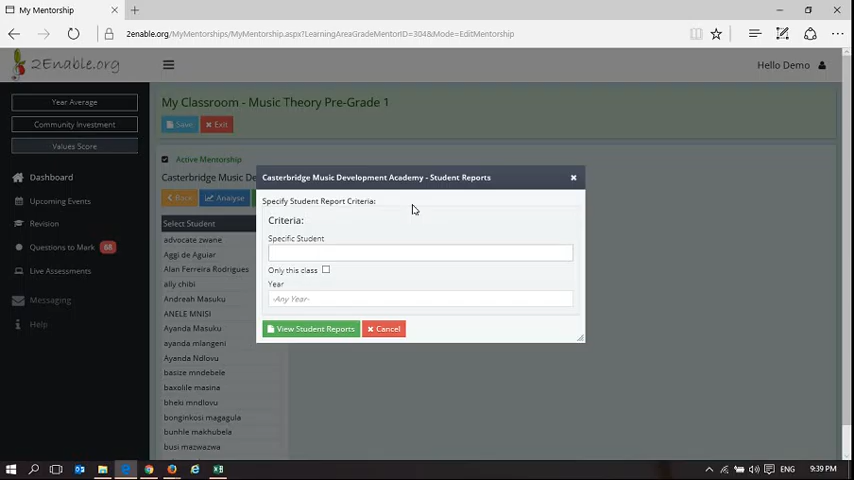 My Mentorship
2enable.org/MyMentorships/MyMentorship.aspx?LearningAreaGradeMentorID=304&Mode=EditMentorship
2Enable.org
Hello Demo
Year Average
Community Investment
Values Score
Dashboard
Upcoming Events
Revision
Questions to Mark 68
Live Assessments
Messaging
Help
My Classroom - Music Theory Pre-Grade 1
Save
Exit
Active Mentorship
Casterbridge Music De
Back
Analyse
Select Student
advocate zwane
Aggi de Aguiar
Alan Ferreira Rodrigues
ally chibi
Andreah Masuku
ANELE MNISI
Ayanda Masuku
ayanda mlangeni
Ayanda Ndlovu
basize mndebele
baxolile masina
bheki mndlovu
bonginkosi magagula
bunhle makhubela
busi mazwazwa
Casterbridge Music Development Academy - Student Reports
Specify Student Report Criteria:
Criteria:
Specific Student
Only this class
Year
-Any Year-
View Student Reports
Cancel
ENG
9:39 PM